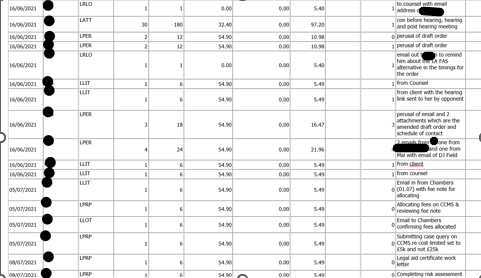 LRLO to counsel with email
16/06/2021 1 1 0.00 0.00 5.49 1 address
LATT con before hearing, hearing
16/06/2021 30 180 32.40 0.00 97.20 and post hearing meeting
16/06/2021 LPER 2 12 54.90 0.00 10.98 0 perusal of draft order
16/06/2021 LPER 2 12 54.90 0.00 10.98 1 perusal of draft order
LRLO email out to remind
him about the LA FAS
alternative in the timings for
16/06/2021 1 1 0.00 0.00 5.49 1 the order
16/06/2021 LLIT 1 6 54.90 0.00 5.49 1 from Counsel
LLIT from client with the hearing
16/06/2021 1 6 54.90 0.00 5.49 1 link sent to her by opponent
LPER perusal of email and 2
attachments which are the
amended draft order and
16/06/2021 3 18 54.90 0.00 16.47 schedule of contact
LPER 2 emails one
and one from
16/06/2021 4 24 54.90 0.00 21.96 Mai with email of DJ Field
16/06/2021 LLIT 1 6 54.90 0.00 5.49 1 from client
16/06/2021 LLIT 1 6 54.90 0.00 5.49 1 from counsel
LLIT Email in from Chambers
(01.07) with fee note for
05/07/2021 1 6 54.90 0.00 5.49 0 allocating
LPRP Allocating fees on CCMS &
05/07/2021 1 6 54.90 0.00 5.49 0 reviewing fee note
LLOT Email to Chambers
05/07/2021 1 6 54.90 0.00 5.49 0 confirming fees allocated
LPRP Submitting case query on
CCMS re cost limited set to
05/07/2021 1 6 54.90 0.00 5.49 0 £5k and not £25k
LPRP Legal aid certificate work
08/07/2021 1 6 54.90 0.00 5.49 0 letter
08/07/2021 LPRP 1 6 54.90 0.00 5.49 0 Completing risk assessment